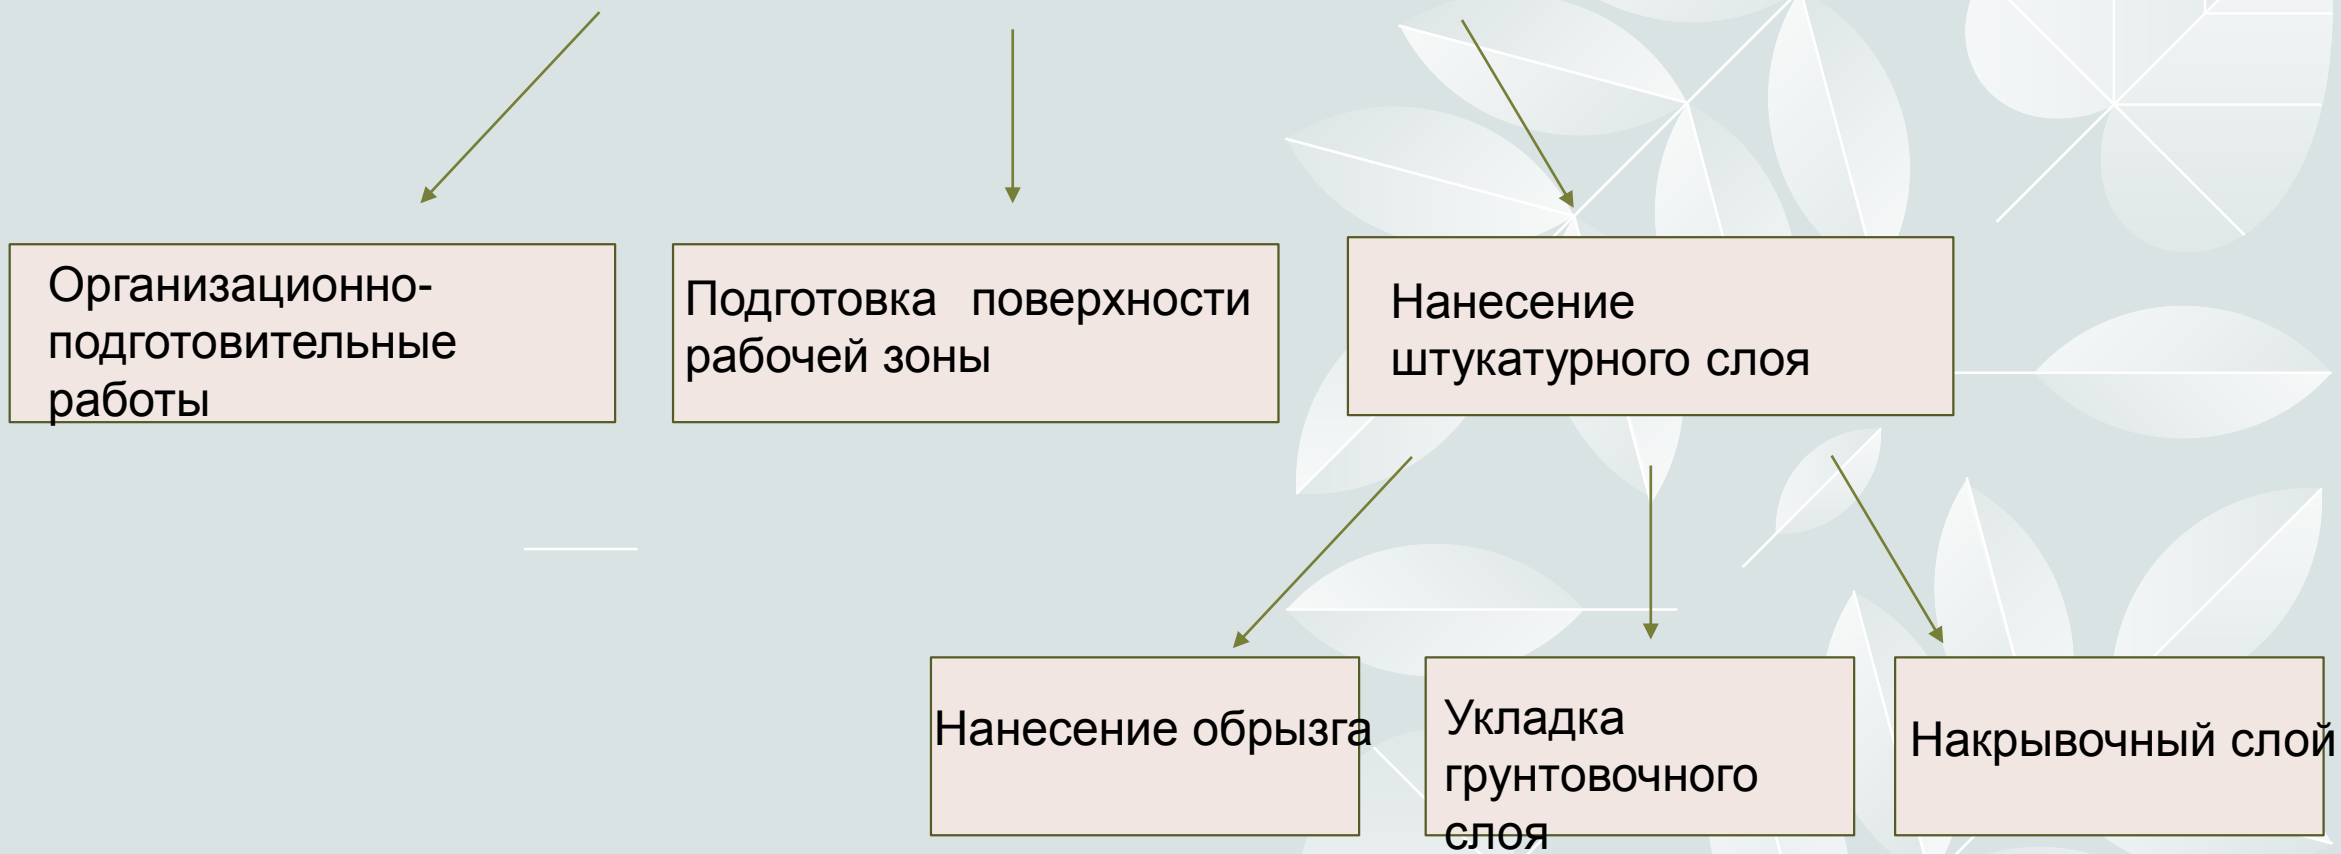 Организационно-
подготовительные
работы
Подготовка поверхности
рабочей зоны
Нанесение
штукатурного слоя
Нанесение обрызга
Укладка
грунтовочного
слоя
Накрывочный слой